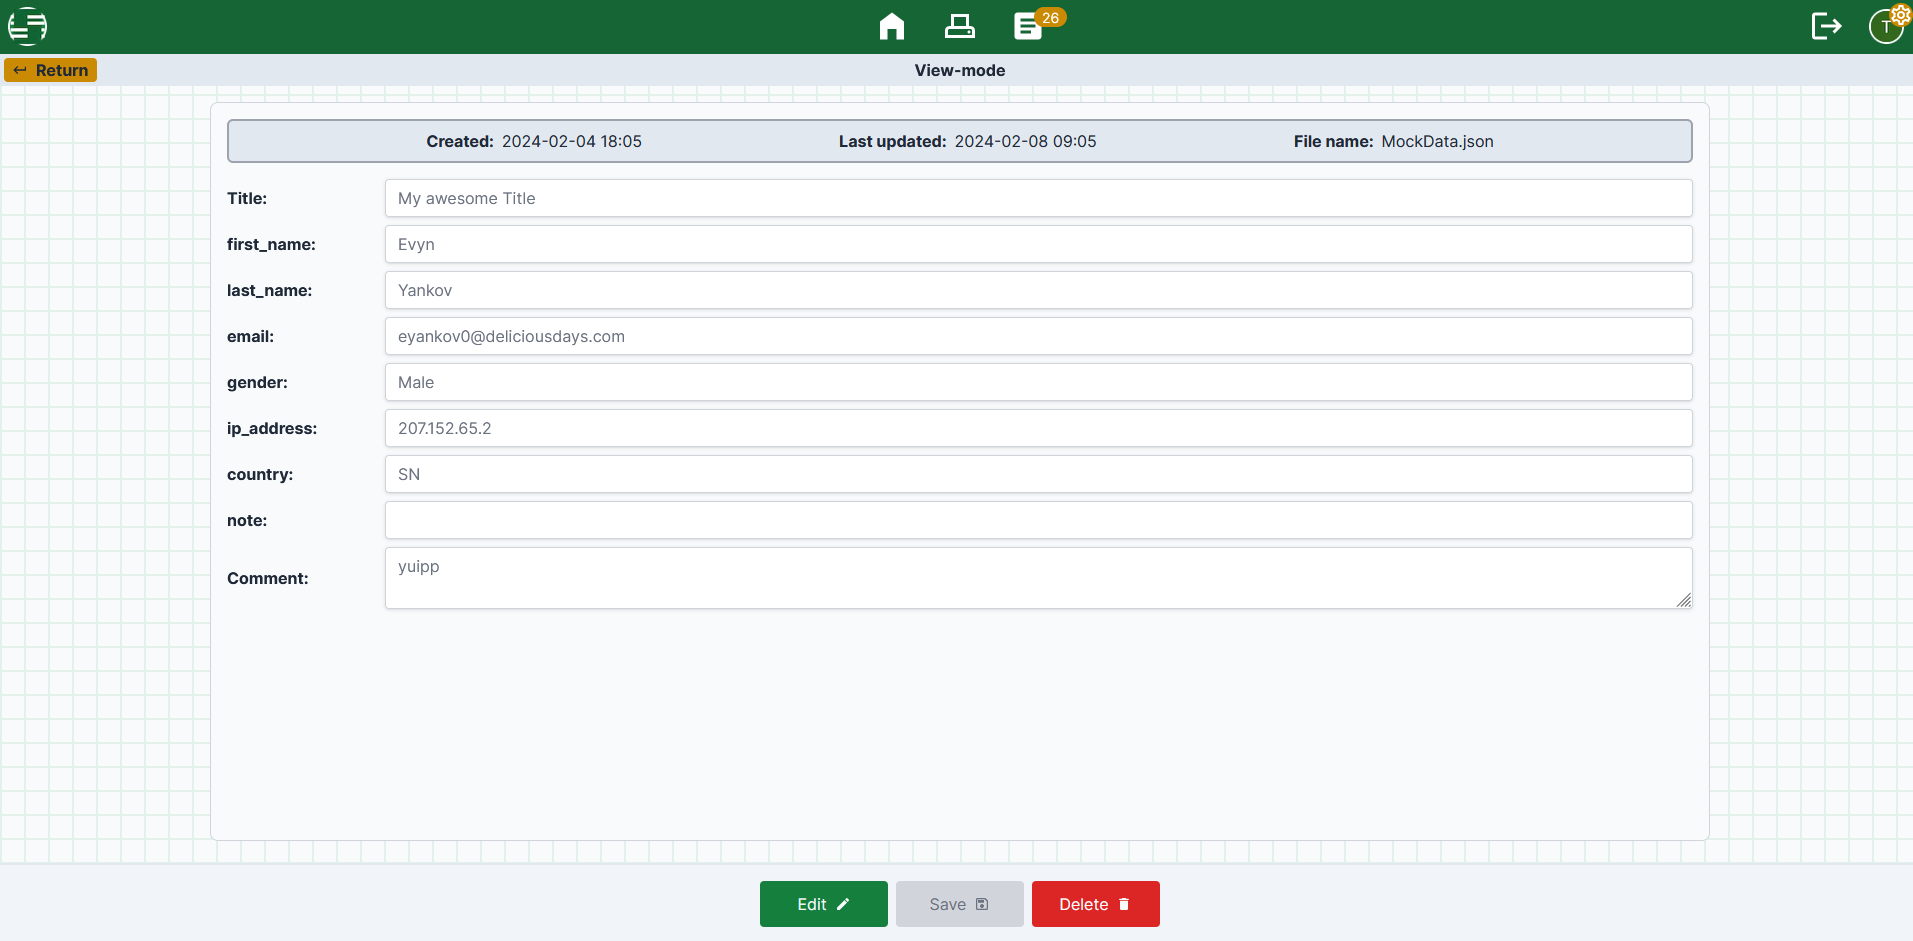 26
T
Return
View-mode
Created: 2024-02-04 18:05 Last updated: 2024-02-08 09:05 File name: MockData.json
Title: My awesome Title
first_name: Evyn
last_name: Yankov
email: eyankov0@deliciousdays.com
gender: Male
ip_address: 207.152.65.2
country: SN
note:
Comment: yuipp
Edit Save Delete